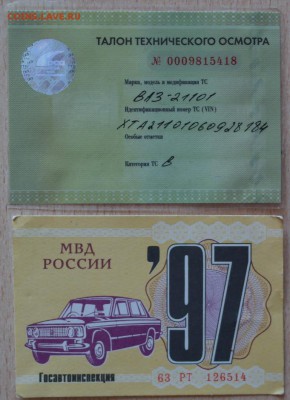 coins.lave.ru
ТАЛОН ТЕХНИЧЕСКОГО ОСМОТРА
№ 0009815418
Марка, модель и модификация ТС
ВАЗ-21101
Идентификационный номер ТС (VIN)
XTA21101060928184
Особые отметки
Категория ТС B
МВД
РОССИИ
'97
Госавтоинспекция
63 РТ 126514